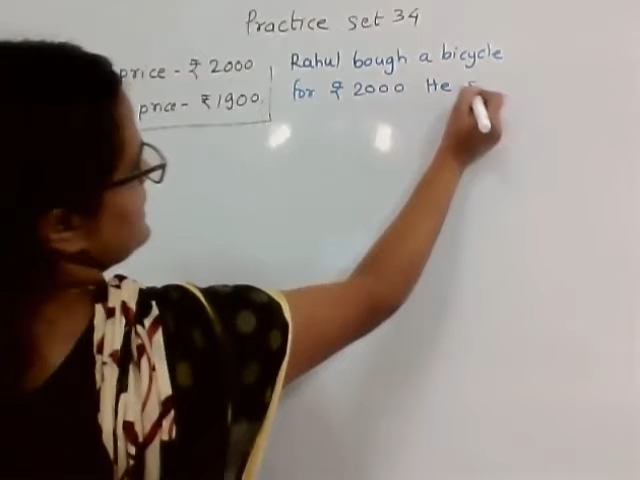 Practice set 34
price - ₹ 2000
price - ₹ 1900
Rahul bough a bicycle
for ₹ 2000 He